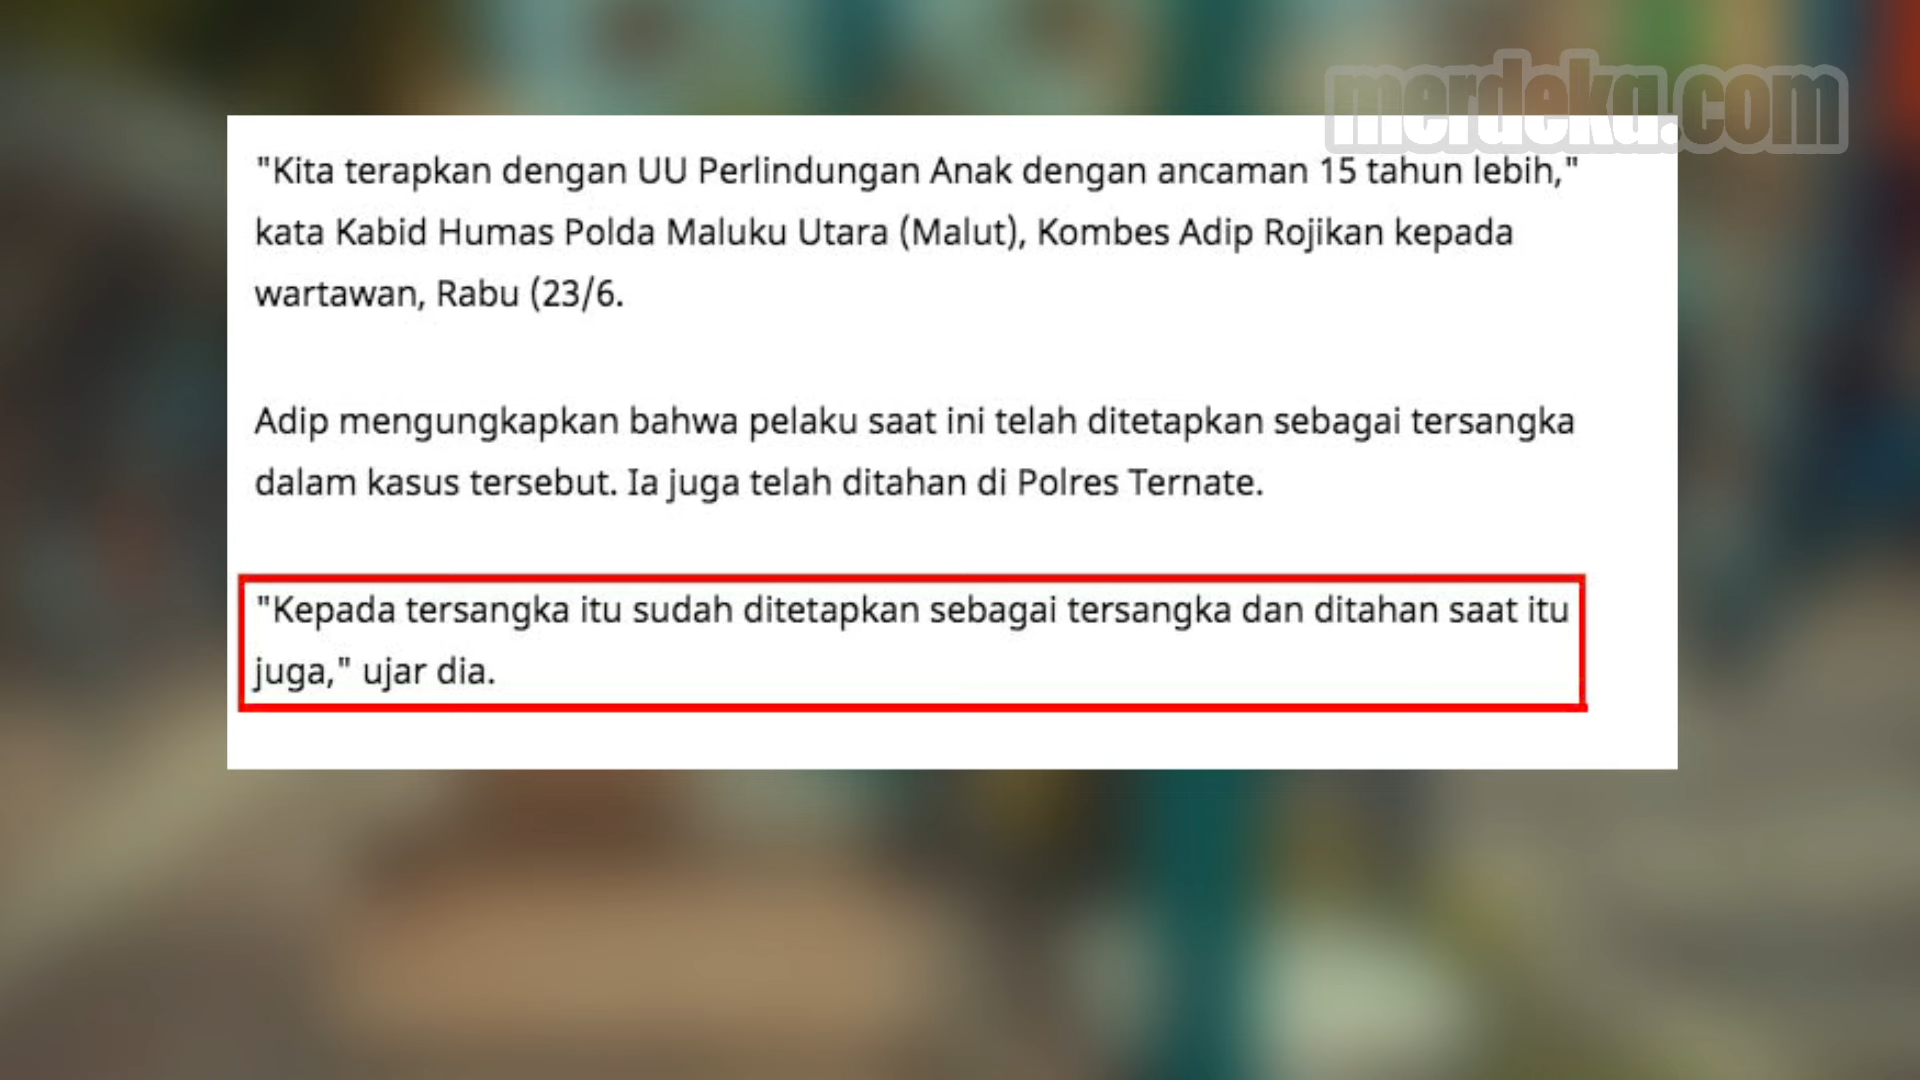 merdeka.com
"Kita terapkan dengan UU Perlindungan Anak dengan ancaman 15 tahun lebih,"
kata Kabid Humas Polda Maluku Utara (Malut), Kombes Adip Rojikan kepada
wartawan, Rabu (23/6.
Adip mengungkapkan bahwa pelaku saat ini telah ditetapkan sebagai tersangka
dalam kasus tersebut. Ia juga telah ditahan di Polres Ternate.
"Kepada tersangka itu sudah ditetapkan sebagai tersangka dan ditahan saat itu
juga," ujar dia.